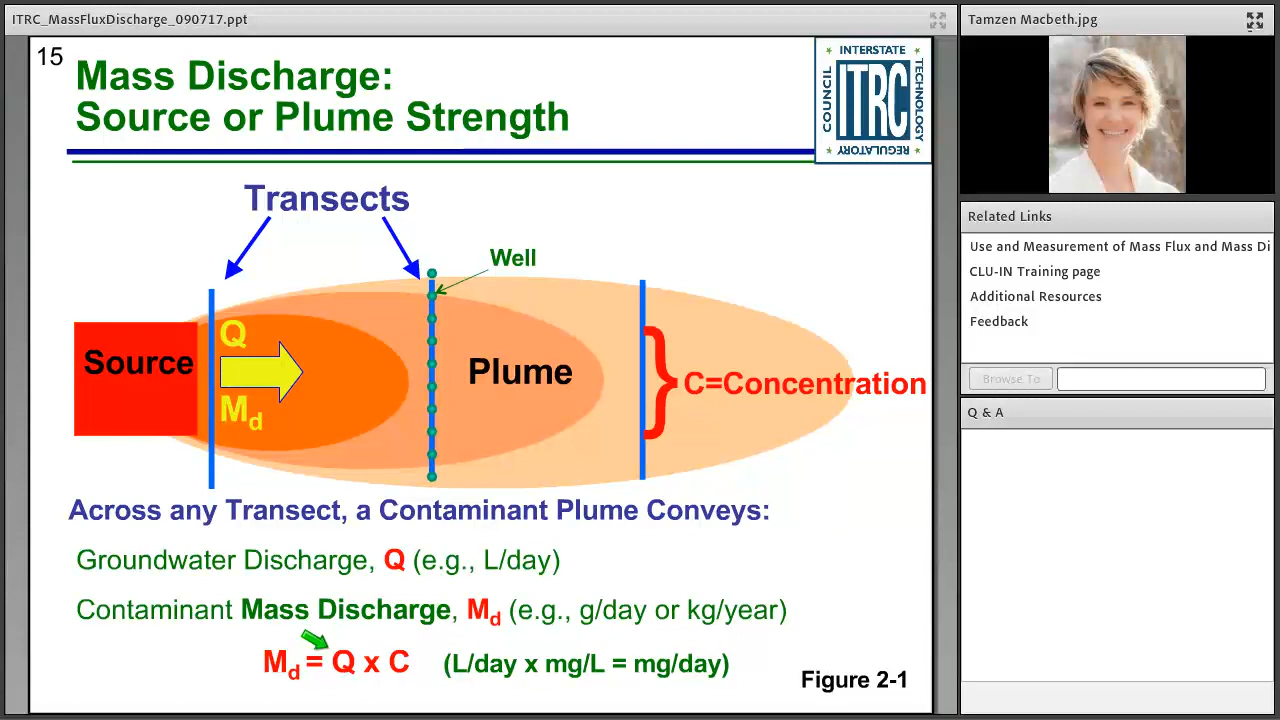 ITRC_MassFluxDischarge_090717.ppt
15
Mass Discharge:
Source or Plume Strength
INTERSTATE
TECHNOLOGY
REGULATORY
COUNCIL
ITRC
Transects
Well
Q
Source
Plume
C=Concentration
Md
Across any Transect, a Contaminant Plume Conveys:
Groundwater Discharge, Q (e.g., L/day)
Contaminant Mass Discharge, Md (e.g., g/day or kg/year)
Md = Q x C (L/day x mg/L = mg/day)
Figure 2-1
Tamzen Macbeth.jpg
Related Links
Use and Measurement of Mass Flux and Mass Di
CLU-IN Training page
Additional Resources
Feedback
Browse To
Q & A